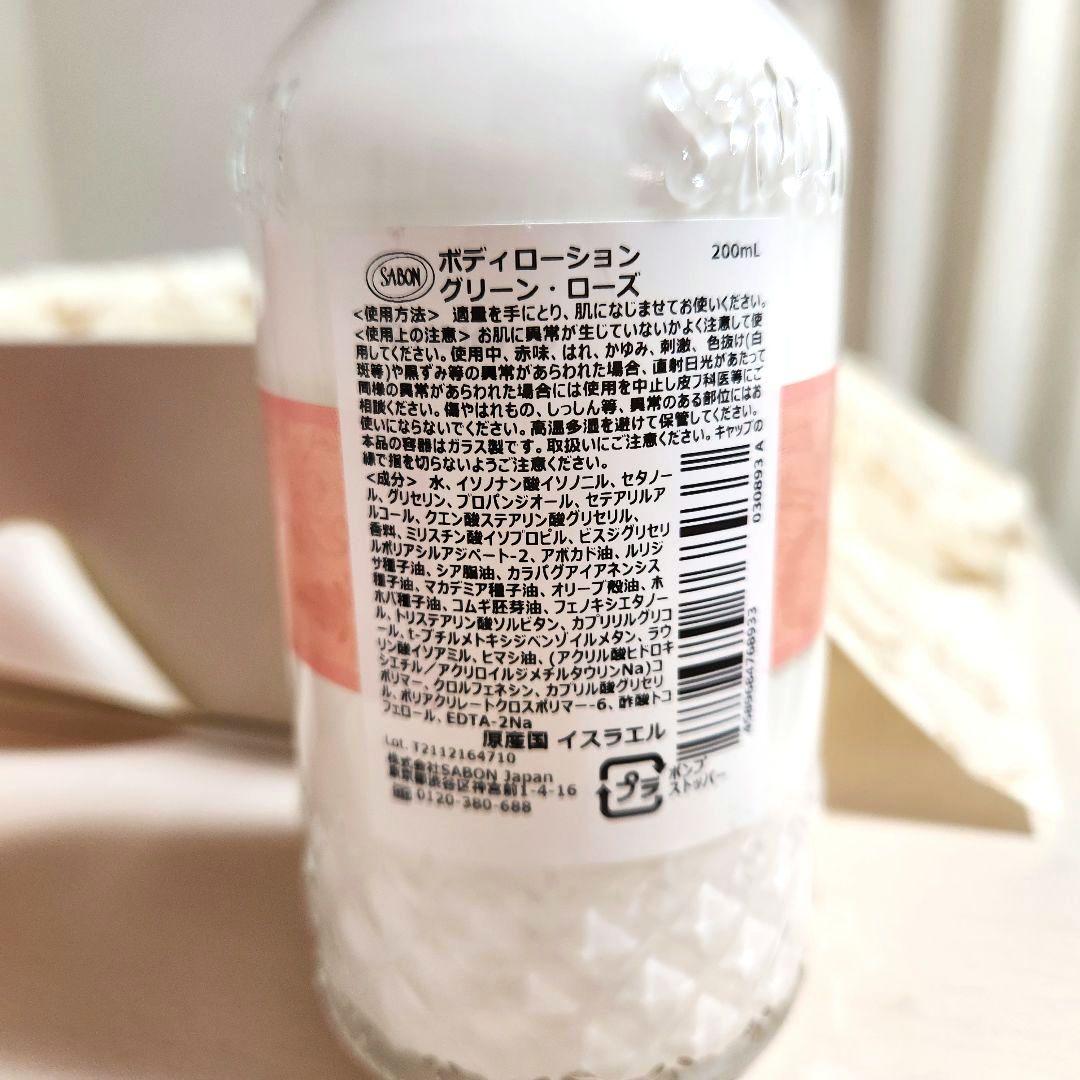 SABON
ボディローション
グリーン・ローズ
200mL
<使用方法> 適量を手にとり、肌になじませてお使いください。
<使用上の注意> お肌に異常が生じていないかよく注意して使
用してください。使用中、赤味、はれ、かゆみ、刺激、色抜け(白
斑等)や黒ずみ等の異常があらわれた場合、直射日光があたって
同様の異常があらわれた場合には使用を中止し皮フ科医等にご
相談ください。傷やはれもの、しっしん等、異常のある部位にはお
使いにならないでください。高温多湿を避けて保管してください。
本品の容器はガラス製です。取扱いにご注意ください。キャップの
縁で指を切らないようご注意ください。
<成分> 水、イソノナン酸イソノニル、セタノー
ル、グリセリン、プロパンジオール、セテアリルア
ルコール、クエン酸ステアリン酸グリセリル、
香料、ミリスチン酸イソプロピル、ビスジグリセリ
ルポリアシルアジペート-2、アボカド油、ルリジ
サ種子油、シア脂油、カラパグアイアネンシス
種子油、マカデミア種子油、オリーブ殻油、ホ
ホバ種子油、コムギ胚芽油、フェノキシエタノー
ル、トリステアリン酸ソルビタン、カプリリルグリコ
ール、t-ブチルメトキシジベンゾイルメタン、ラウ
リン酸イソアミル、ヒマシ油、(アクリル酸ヒドロキ
シエチル/アクリロイルジメチルタウリンNa)コ
ポリマー、クロルフェネシン、カプリル酸グリセリ
ル、ポリアクリレートクロスポリマー-6、酢酸トコ
フェロール、EDTA-2Na
原産国 イスラエル
Lot. T2112164710
株式会社SABON Japan
東京都渋谷区神宮前1-4-16
0120-380-688
プラ
ポンプ
ストッパー
030893 A
4589664768933